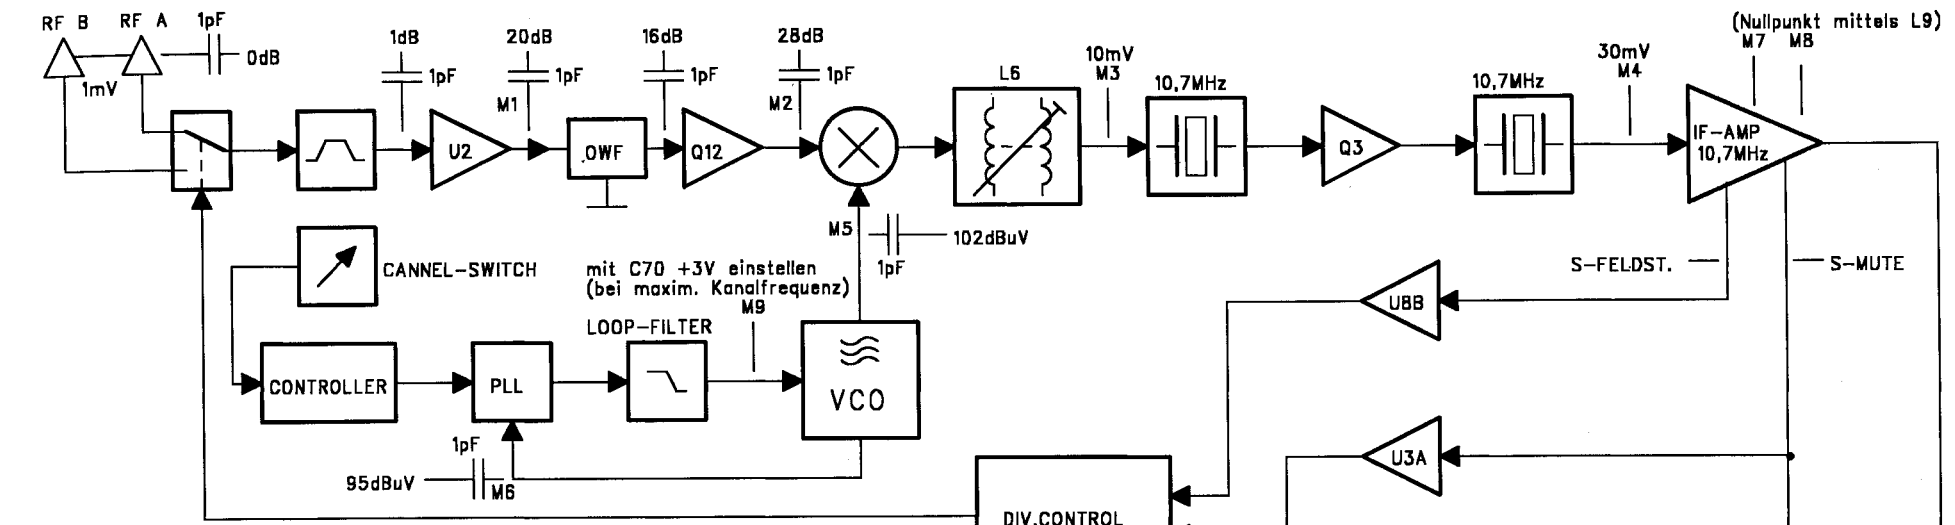 (Nullpunkt mittels L9)
RF B
RF A
1pF
0dB
1mV
1dB
1pF
20dB
1pF
M1
16dB
1pF
28dB
1pF
M2
L6
10mV
M3
10,7MHz
10,7MHz
30mV
M4
M7
M8
U2
OWF
Q12
Q3
IF-AMP
10,7MHz
M5
1pF
102dBuV
CANNEL-SWITCH
mit C70 +3V einstellen
(bei maxim. Kanalfrequenz)
M9
LOOP-FILTER
S-FELDST.
S-MUTE
U8B
CONTROLLER
PLL
VCO
1pF
95dBuV
M6
U3A
DIV.CONTROL